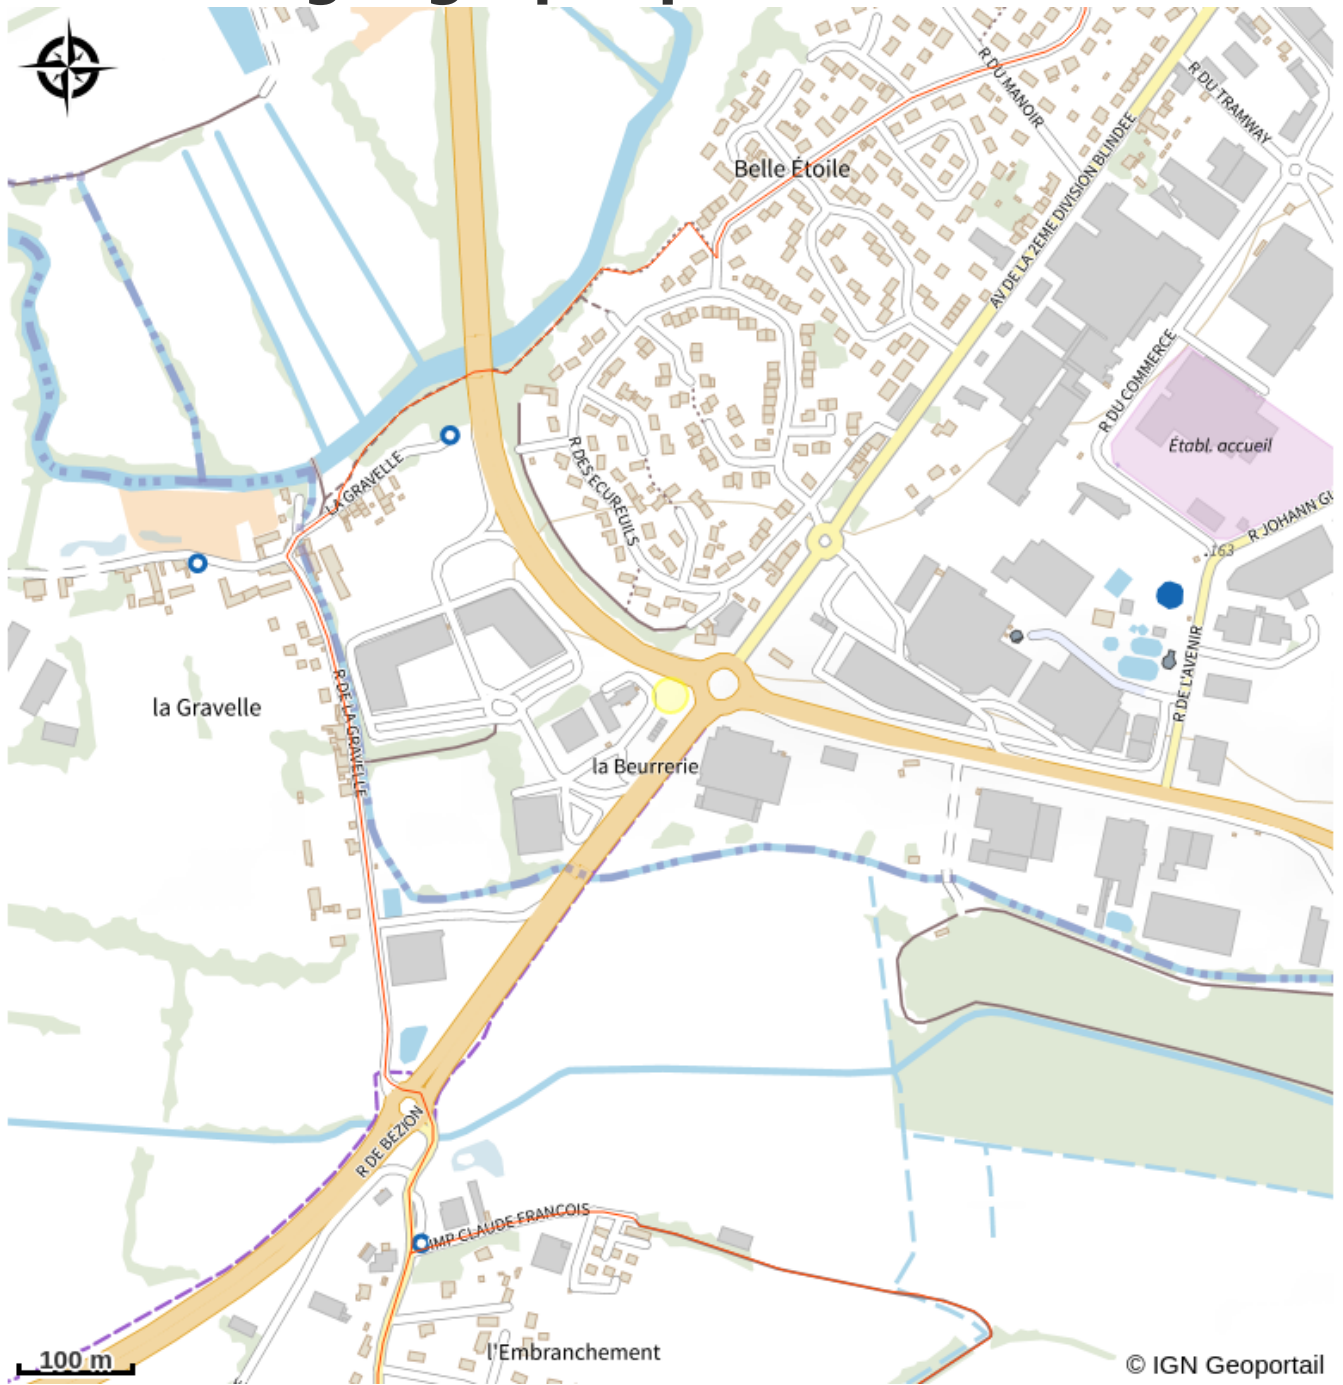 R DU MANOIR
R DU TRAMWAY
Belle Étoile
AV DE LA 2EME DIVISION BLINDEE
R DU COMMERCE
Établ. accueil
R DES ECUREUILS
LA GRAVELLE
R JOHANN
163
R DE L'AVENIR
R DE LA GRAVELLE
la Gravelle
la Beurrerie
R DE BEZION
IMP CLAUDE FRANCOIS
l'Embranchement
100 m
© IGN Geoportail